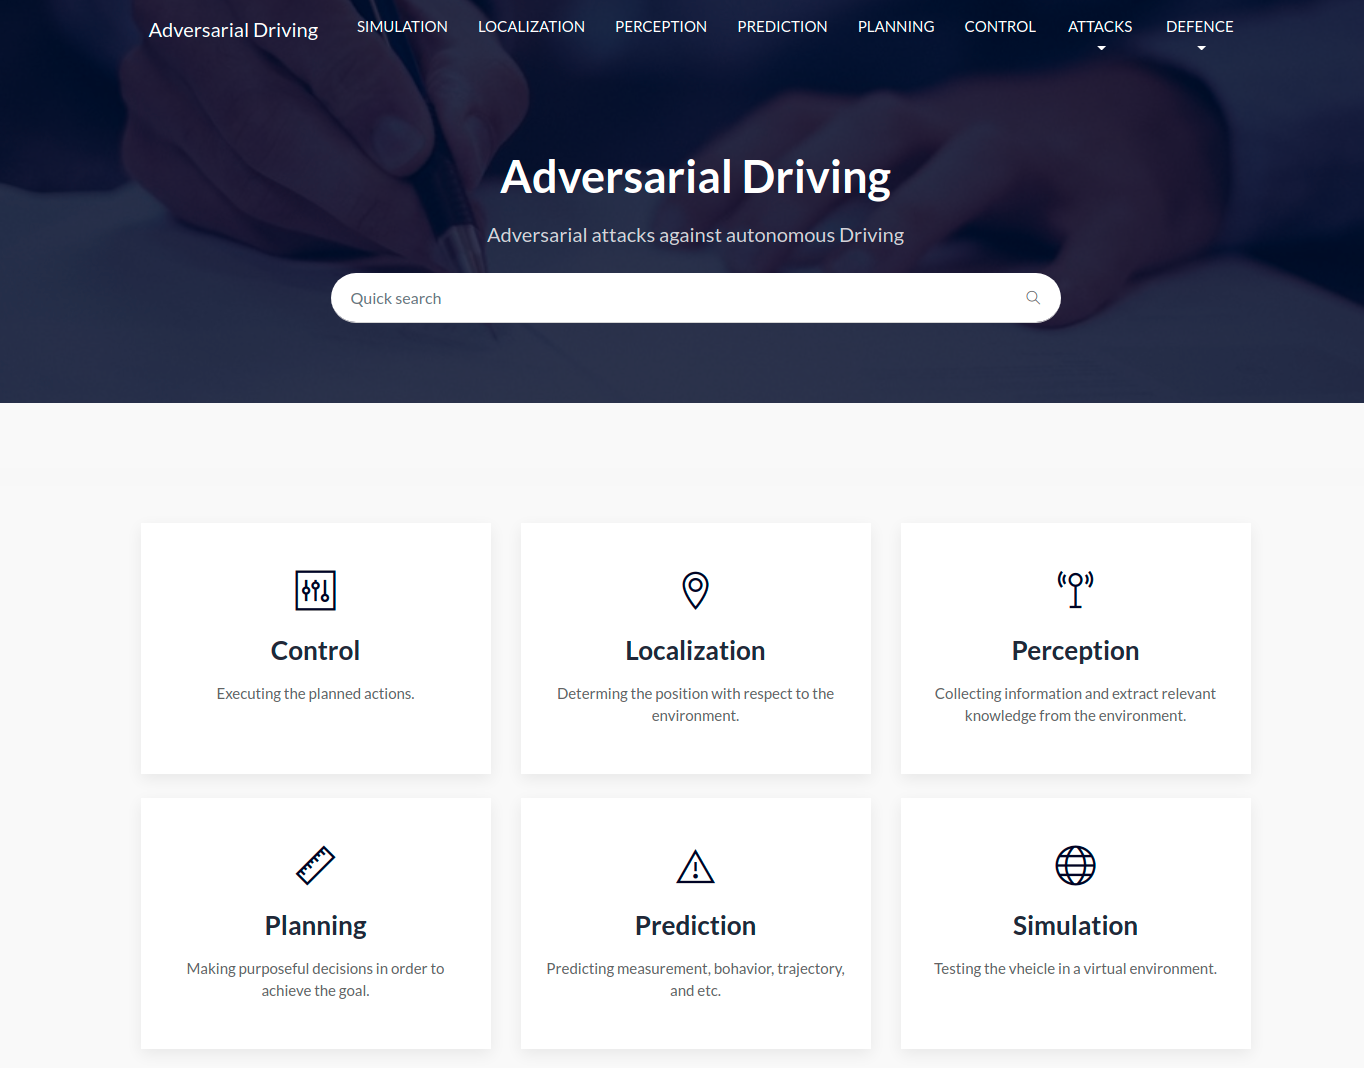 Adversarial Driving
SIMULATION
LOCALIZATION
PERCEPTION
PREDICTION
PLANNING
CONTROL
ATTACKS
DEFENCE
Adversarial Driving
Adversarial attacks against autonomous Driving
Quick search
Control
Executing the planned actions.
Localization
Determing the position with respect to the
environment.
Perception
Collecting information and extract relevant
knowledge from the environment.
Planning
Making purposeful decisions in order to
achieve the goal.
Prediction
Predicting measurement, bohavior, trajectory,
and etc.
Simulation
Testing the vheicle in a virtual environment.